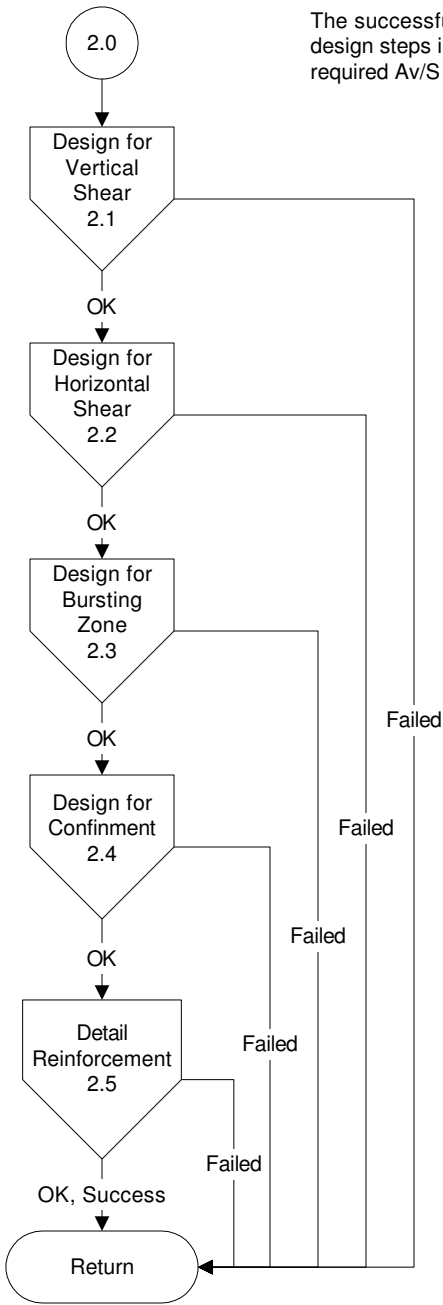 2.0
The successfu
design steps i
required Av/S
Design for
Vertical
Shear
2.1
OK
Design for
Horizontal
Shear
2.2
OK
Design for
Bursting
Zone
2.3
OK
Failed
Design for
Confinment
2.4
Failed
Failed
OK
Detail
Reinforcement
2.5
Failed
Failed
OK, Success
Return